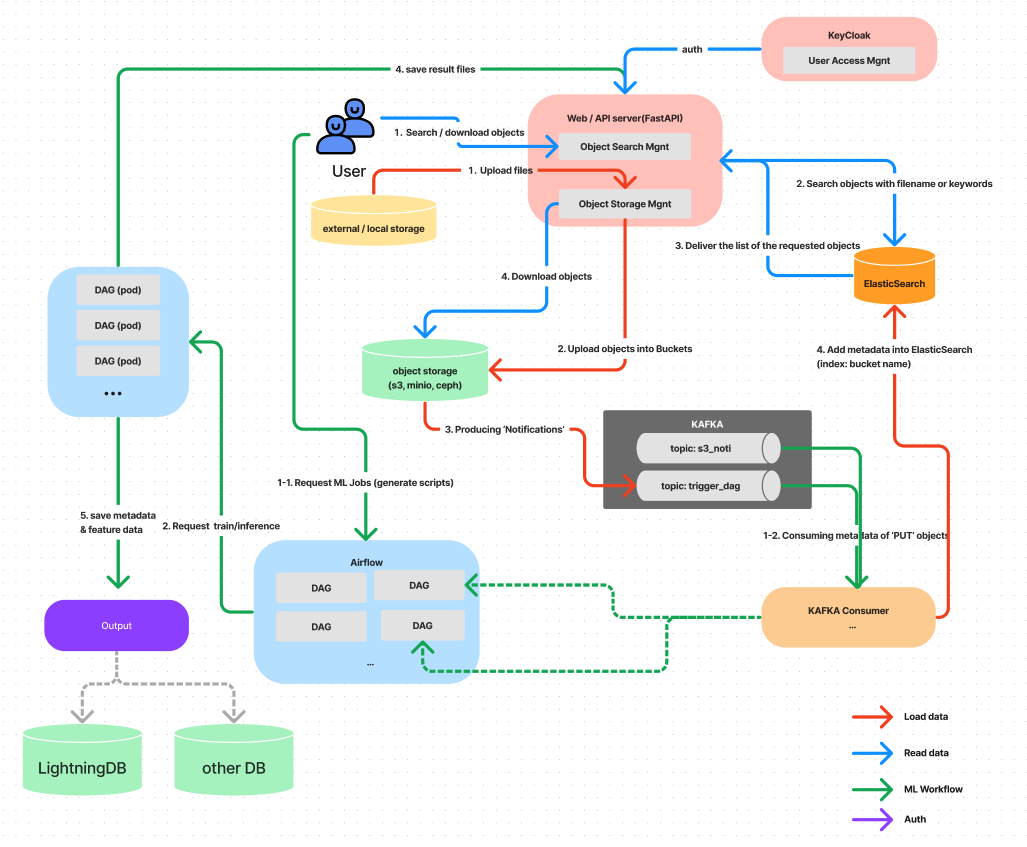 KeyCloak
User Access Mgnt
auth
4. save result files
Web / API server(FastAPI)
Object Search Mgnt
Object Storage Mgnt
1. Search / download objects
User
1. Upload files
external / local storage
2. Search objects with filename or keywords
3. Deliver the list of the requested objects
ElasticSearch
4. Download objects
DAG (pod)
DAG (pod)
DAG (pod)
...
2. Upload objects into Buckets
4. Add metadata into ElasticSearch
(index: bucket name)
object storage
(s3, minio, ceph)
3. Producing ‘Notifications’
KAFKA
topic: s3_noti
topic: trigger_dag
1-1. Request ML Jobs (generate scripts)
5. save metadata
& feature data
2. Request train/inference
1-2. Consuming metadata of ‘PUT’ objects
Airflow
DAG
DAG
DAG
DAG
...
KAFKA Consumer
...
Output
LightningDB
other DB
Load data
Read data
ML Workflow
Auth